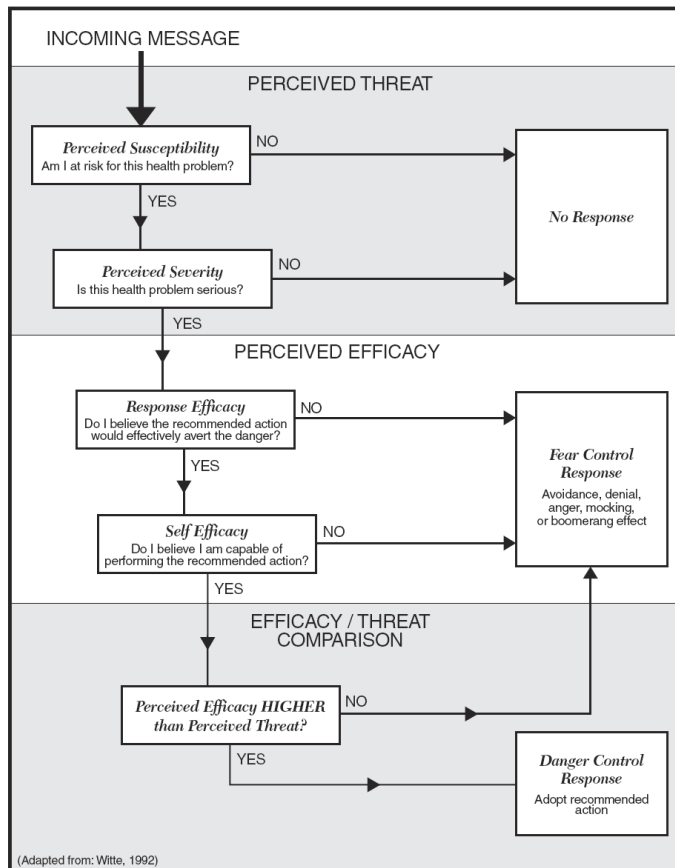 INCOMING MESSAGE
PERCEIVED THREAT
Perceived Susceptibility
Am I at risk for this health problem?
NO
YES
No Response
Perceived Severity
Is this health problem serious?
NO
YES
PERCEIVED EFFICACY
Response Efficacy
Do I believe the recommended action
would effectively avert the danger?
NO
YES
Fear Control
Response
Avoidance, denial,
anger, mocking,
or boomerang effect
Self Efficacy
Do I believe I am capable of
performing the recommended action?
NO
YES
EFFICACY / THREAT
COMPARISON
Perceived Efficacy HIGHER
than Perceived Threat?
NO
YES
Danger Control
Response
Adopt recommended
action
(Adapted from: Witte, 1992)